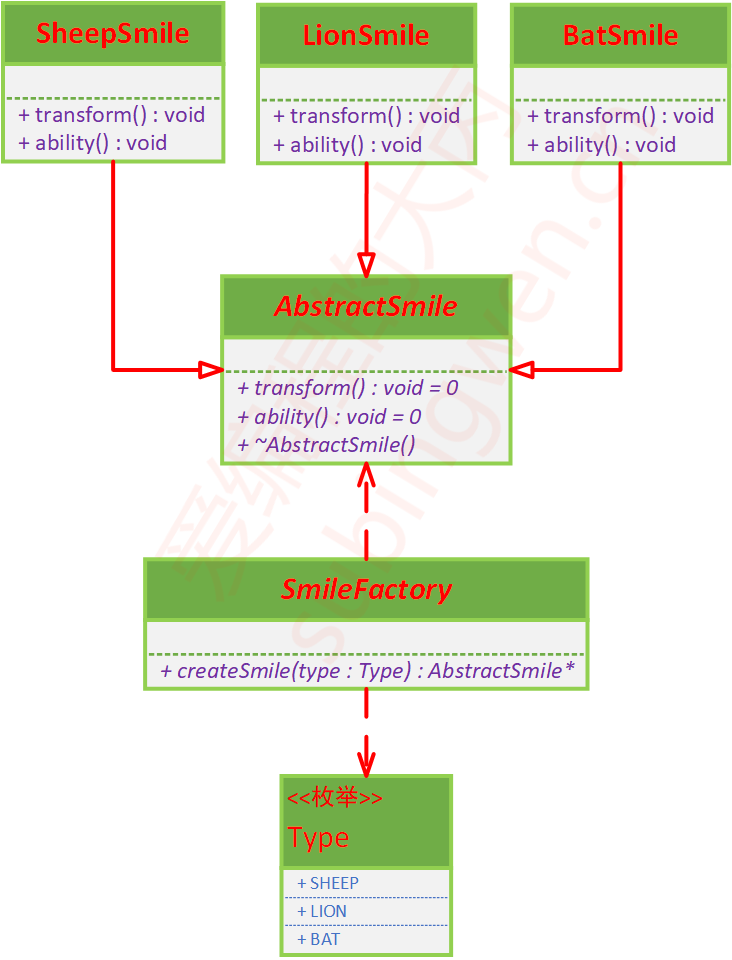 SheepSmile
+ transform() : void
+ ability() : void
LionSmile
+ transform() : void
+ ability() : void
BatSmile
+ transform() : void
+ ability() : void
AbstractSmile
+ transform() : void = 0
+ ability() : void = 0
+ ~AbstractSmile()
SmileFactory
+ createSmile(type : Type) : AbstractSmile*
<<枚举>>
Type
+ SHEEP
+ LION
+ BAT
爱编程的大丙
subingwen.cn